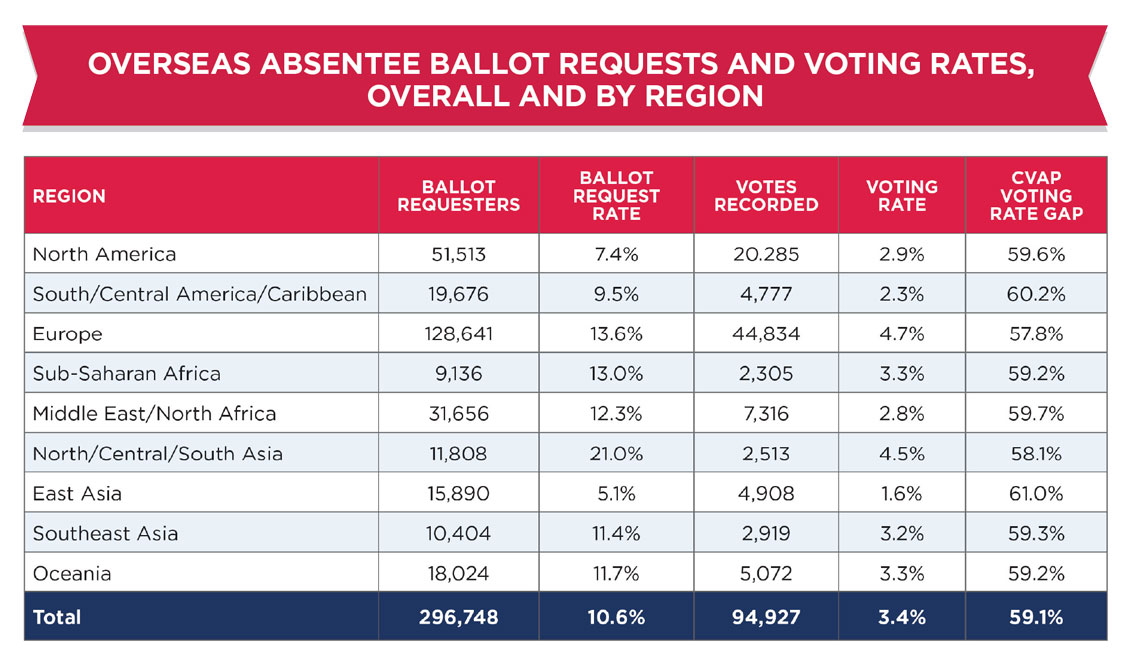 OVERSEAS ABSENTEE BALLOT REQUESTS AND VOTING RATES,
OVERALL AND BY REGION
REGION BALLOT REQUESTERS BALLOT REQUEST RATE VOTES RECORDED VOTING RATE CVAP VOTING RATE GAP
North America 51,513 7.4% 20.285 2.9% 59.6%
South/Central America/Caribbean 19,676 9.5% 4,777 2.3% 60.2%
Europe 128,641 13.6% 44,834 4.7% 57.8%
Sub-Saharan Africa 9,136 13.0% 2,305 3.3% 59.2%
Middle East/North Africa 31,656 12.3% 7,316 2.8% 59.7%
North/Central/South Asia 11,808 21.0% 2,513 4.5% 58.1%
East Asia 15,890 5.1% 4,908 1.6% 61.0%
Southeast Asia 10,404 11.4% 2,919 3.2% 59.3%
Oceania 18,024 11.7% 5,072 3.3% 59.2%
Total 296,748 10.6% 94,927 3.4% 59.1%